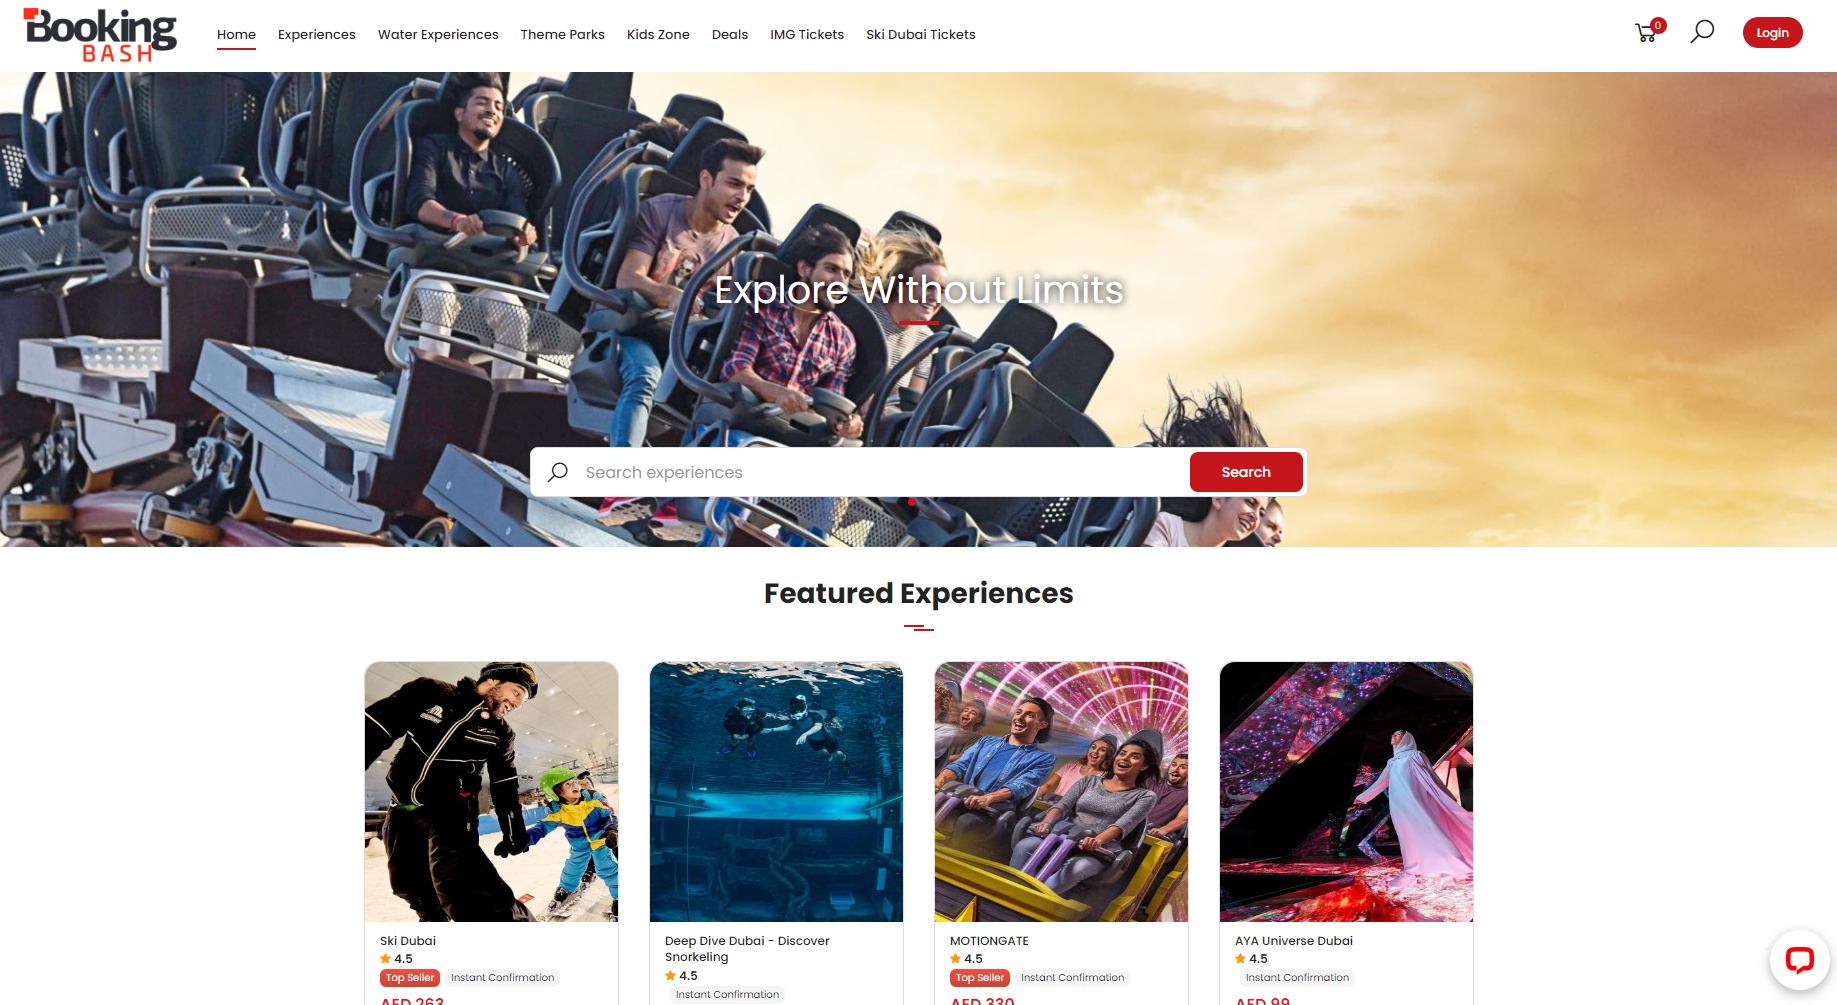 Booking
BASH
Home Experiences Water Experiences Theme Parks Kids Zone Deals IMG Tickets Ski Dubai Tickets
0
Login
Explore Without Limits
Search experiences
Search
Featured Experiences
Ski Dubai
4.5
Top Seller Instant Confirmation
AED 263
Deep Dive Dubai - Discover
Snorkeling
4.5
Instant Confirmation
MOTIONGATE
4.5
Top Seller Instant Confirmation
AED 330
AYA Universe Dubai
4.5
Instant Confirmation
AED 99